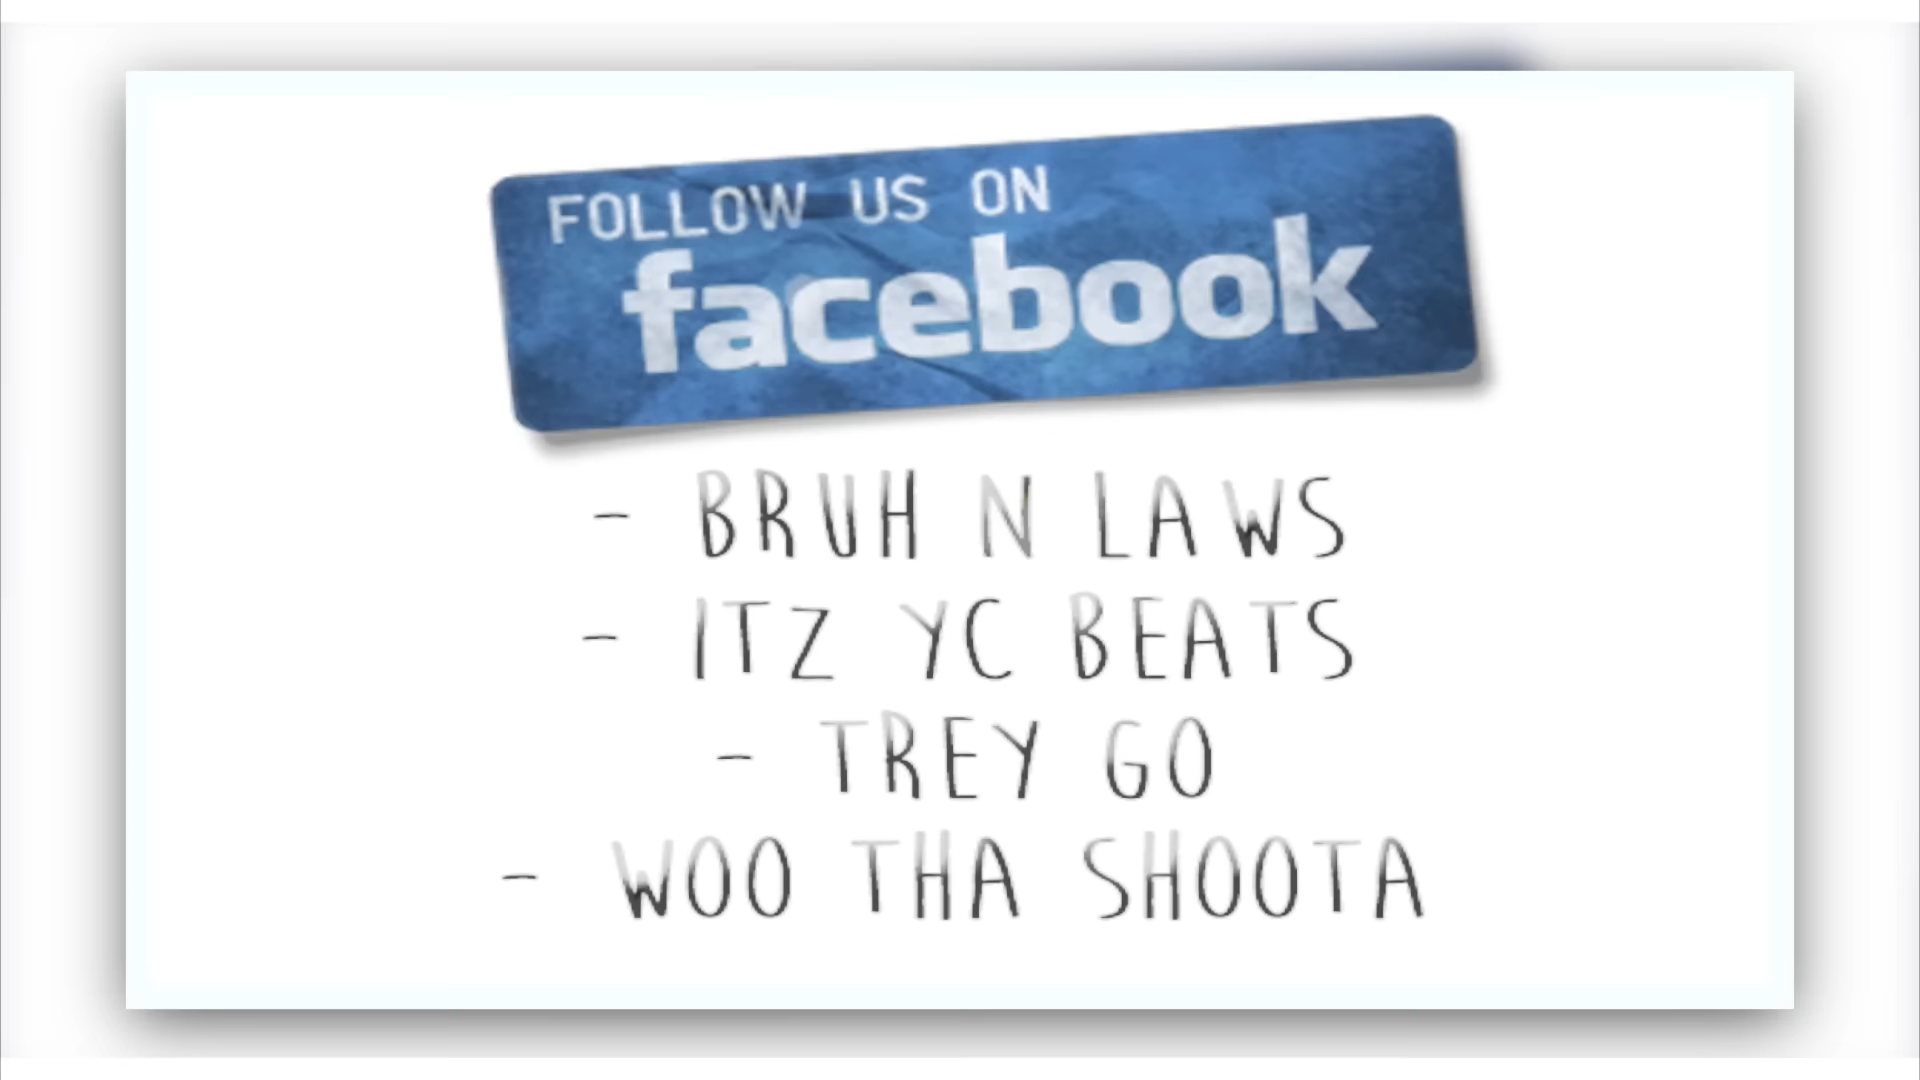 FOLLOW US ON
facebook
- BRUH N LAWS
- ITZ YC BEATS
- TREY GO
- WOO THA SHOOTA